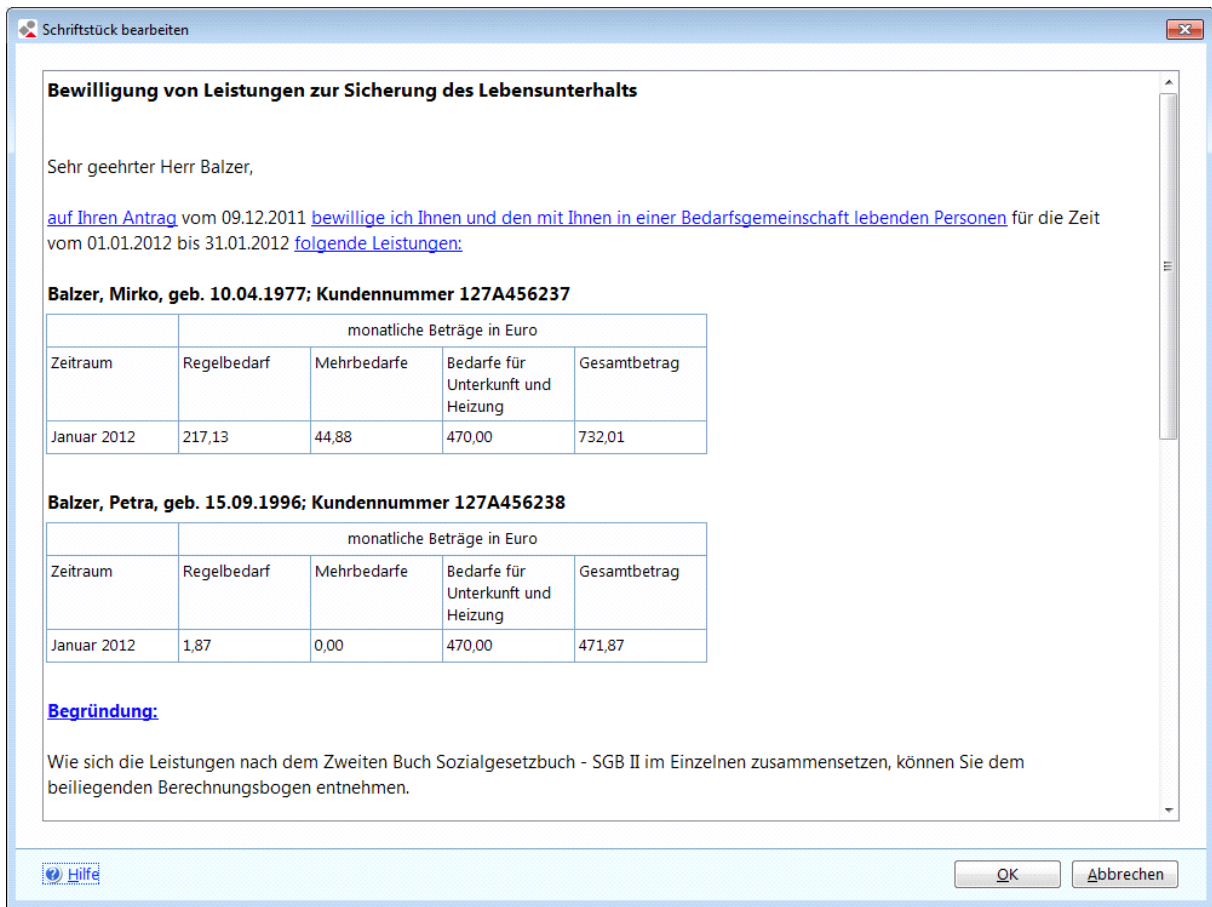 Schriftstück bearbeiten
Bewilligung von Leistungen zur Sicherung des Lebensunterhalts
Sehr geehrter Herr Balzer,
auf Ihren Antrag vom 09.12.2011 bewillige ich Ihnen und den mit Ihnen in einer Bedarfsgemeinschaft lebenden Personen für die Zeit
vom 01.01.2012 bis 31.01.2012 folgende Leistungen:
Balzer, Mirko, geb. 10.04.1977; Kundennummer 127A456237
monatliche Beträge in Euro
Zeitraum Regelbedarf Mehrbedarfe Bedarfe für Gesamtbetrag
Unterkunft und
Heizung
Januar 2012 217,13 44,88 470,00 732,01
Balzer, Petra, geb. 15.09.1996; Kundennummer 127A456238
monatliche Beträge in Euro
Zeitraum Regelbedarf Mehrbedarfe Bedarfe für Gesamtbetrag
Unterkunft und
Heizung
Januar 2012 1,87 0,00 470,00 471,87
Begründung:
Wie sich die Leistungen nach dem Zweiten Buch Sozialgesetzbuch - SGB II im Einzelnen zusammensetzen, können Sie dem
beiliegenden Berechnungsbogen entnehmen.
Hilfe OK Abbrechen